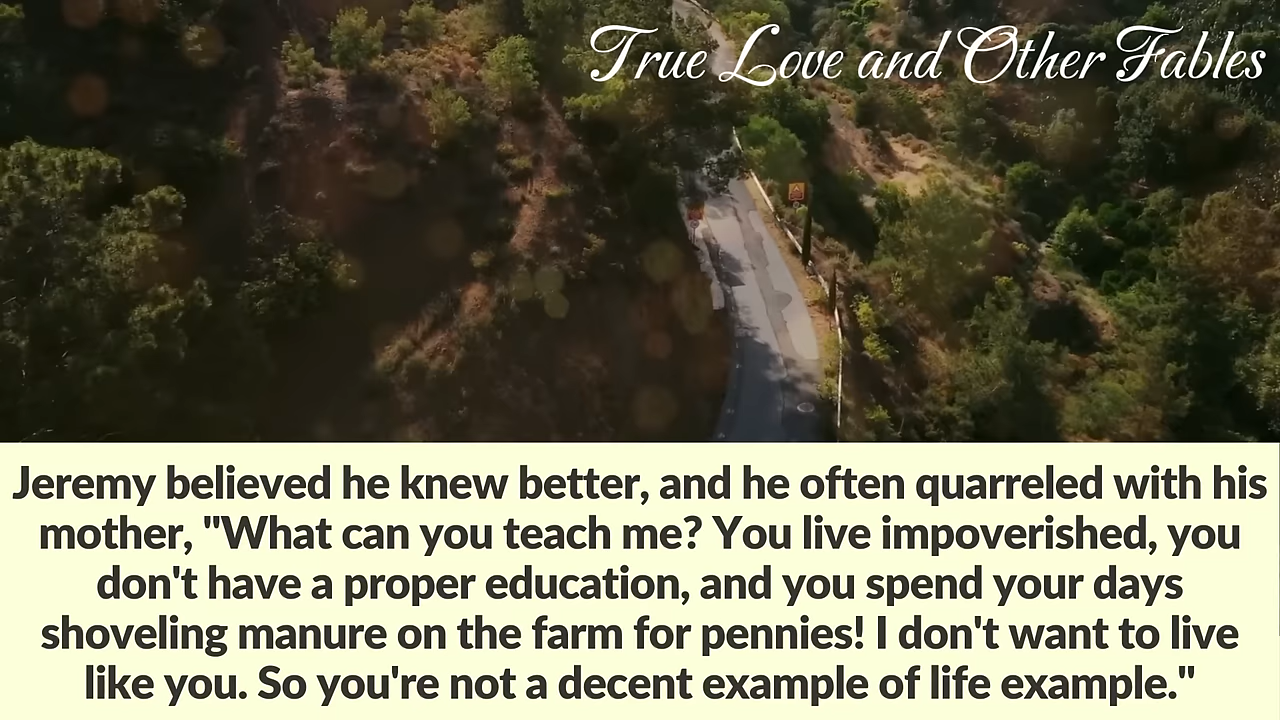 True Love and Other Fables
Jeremy believed he knew better, and he often quarreled with his
mother, "What can you teach me? You live impoverished, you
don't have a proper education, and you spend your days
shoveling manure on the farm for pennies! I don't want to live
like you. So you're not a decent example of life example."